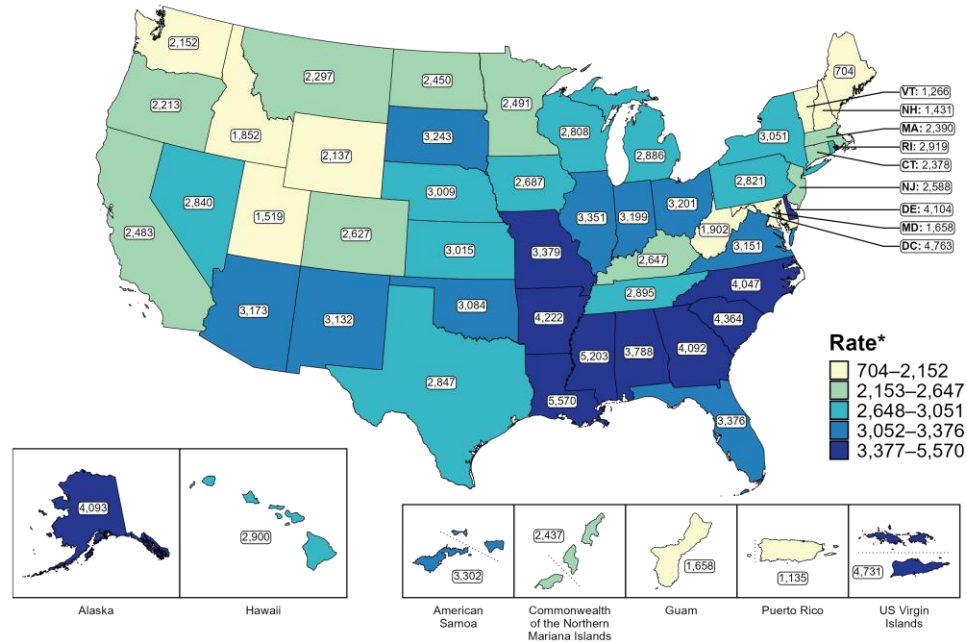 2,152
704
2,297
2,450
2,491
VT: 1,266
NH: 1,431
2,213
MA: 2,390
3,051
RI: 2,919
3,243
2,808
1,852
CT: 2,378
2,886
2,137
NJ: 2,588
2,687
2,821
3,009
DE: 4,104
2,840
3,201
MD: 1,658
3,351
3,199
1,519
1,902
DC: 4,763
2,627
2,483
3,151
3,015
3,379
2,647
4,047
2,895
3,084
3,173
3,132
4,222
4,364
5,203
3,788
4,092
Rate*
704–2,152
2,153–2,647
2,648–3,051
3,052–3,376
3,377–5,570
2,847
5,570
3,376
4,093
2,900
2,437
3,302
1,658
1,135
4,731
Alaska
Hawaii
American
Samoa
Commonwealth
of the Northern
Mariana Islands
Guam
Puerto Rico
US Virgin
Islands